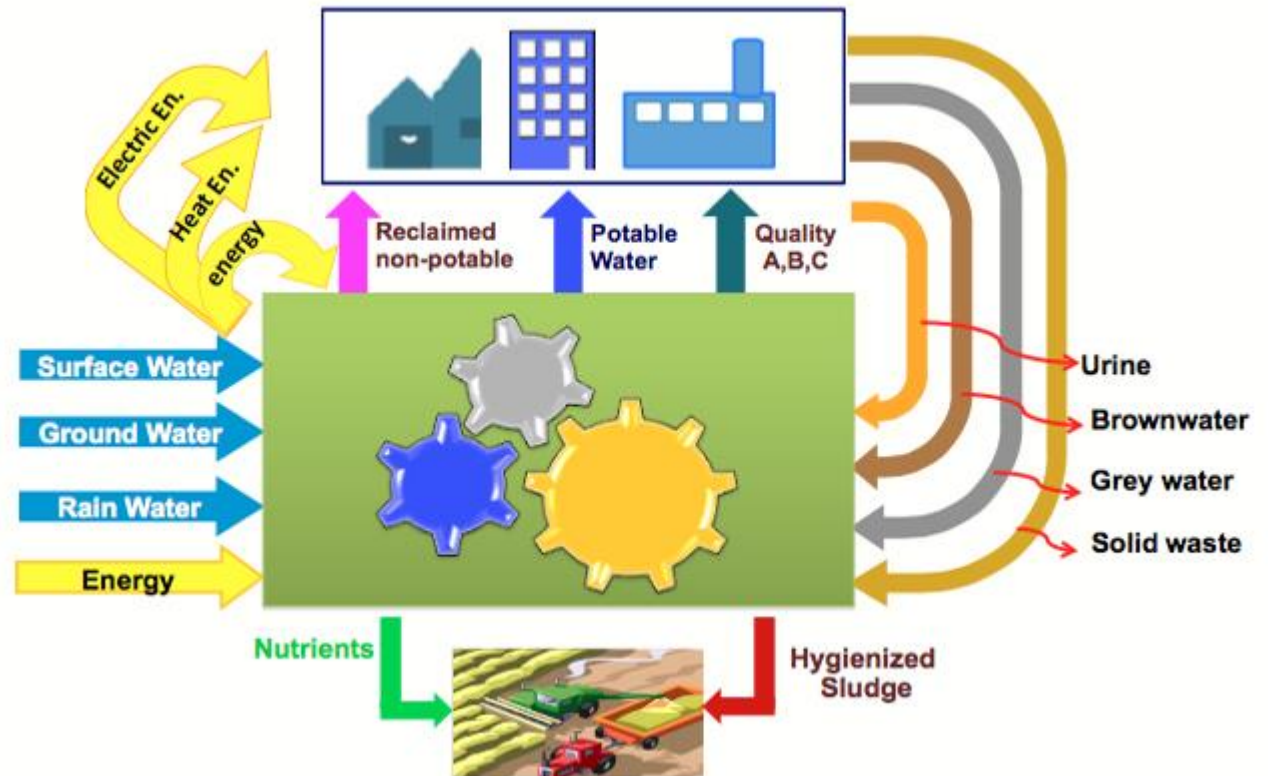 Electric En.
Heat En.
energy
Reclaimed
non-potable
Potable
Water
Quality
A,B,C
Surface Water
Ground Water
Rain Water
Energy
Urine
Brownwater
Grey water
Solid waste
Nutrients
Hygienized
Sludge